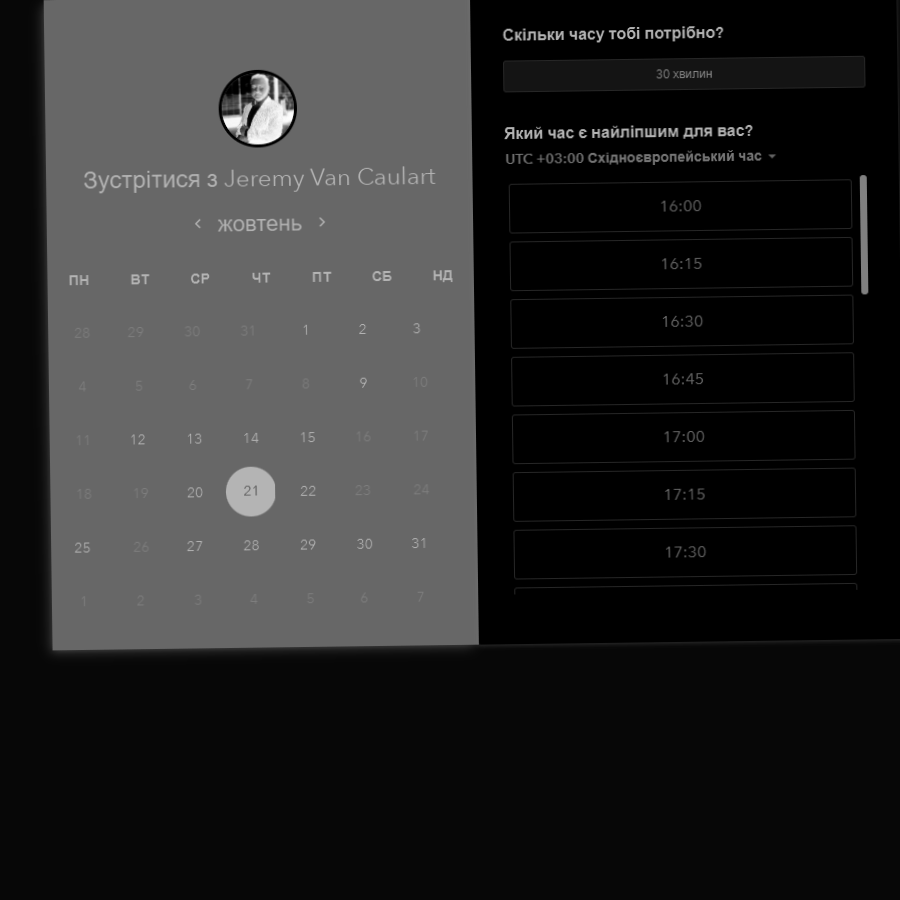 Зустрітися з Jeremy Van Caulart
жовтень
ПН ВТ СР ЧТ ПТ СБ НД
28 29 30 31 1 2 3
4 5 6 7 8 9 10
11 12 13 14 15 16 17
18 19 20 21 22 23 24
25 26 27 28 29 30 31
1 2 3 4 5 6 7
Скільки часу тобі потрібно?
30 хвилин
Який час є найліпшим для вас?
UTC +03:00 Східноєвропейський час
16:00
16:15
16:30
16:45
17:00
17:15
17:30